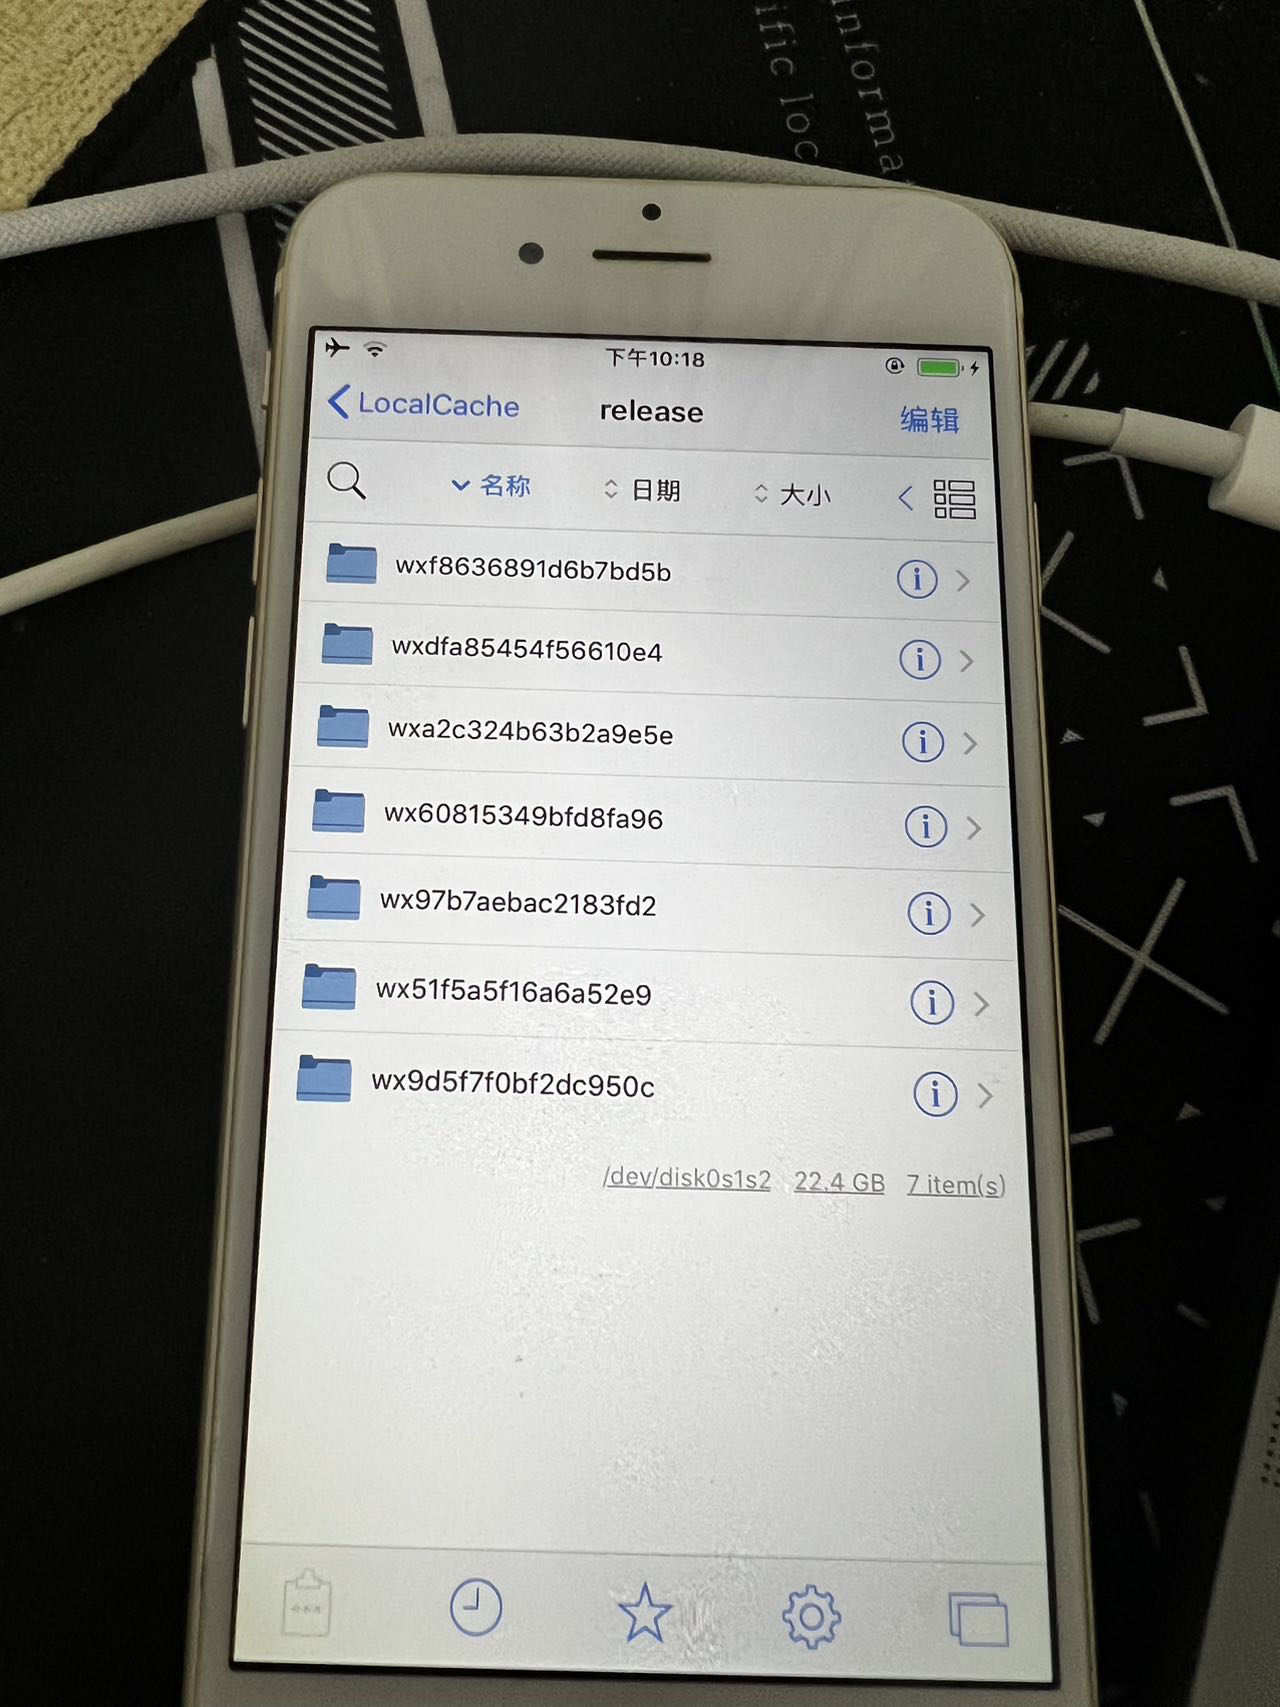 ific loc
informa
下午10:18
LocalCache
release
编辑
名称 日期 大小
wxf8636891d6b7bd5b
wxdfa85454f56610e4
wxa2c324b63b2a9e5e
wx60815349bfd8fa96
wx97b7aebac2183fd2
wx51f5a5f16a6a52e9
wx9d5f7f0bf2dc950c
/dev/disk0s1s2 22.4 GB 7 item(s)